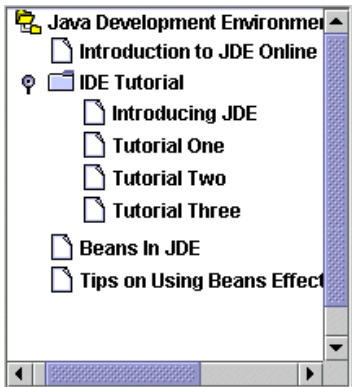 Java Development Environmen
Introduction to JDE Online
IDE Tutorial
Introducing JDE
Tutorial One
Tutorial Two
Tutorial Three
Beans In JDE
Tips on Using Beans Effect